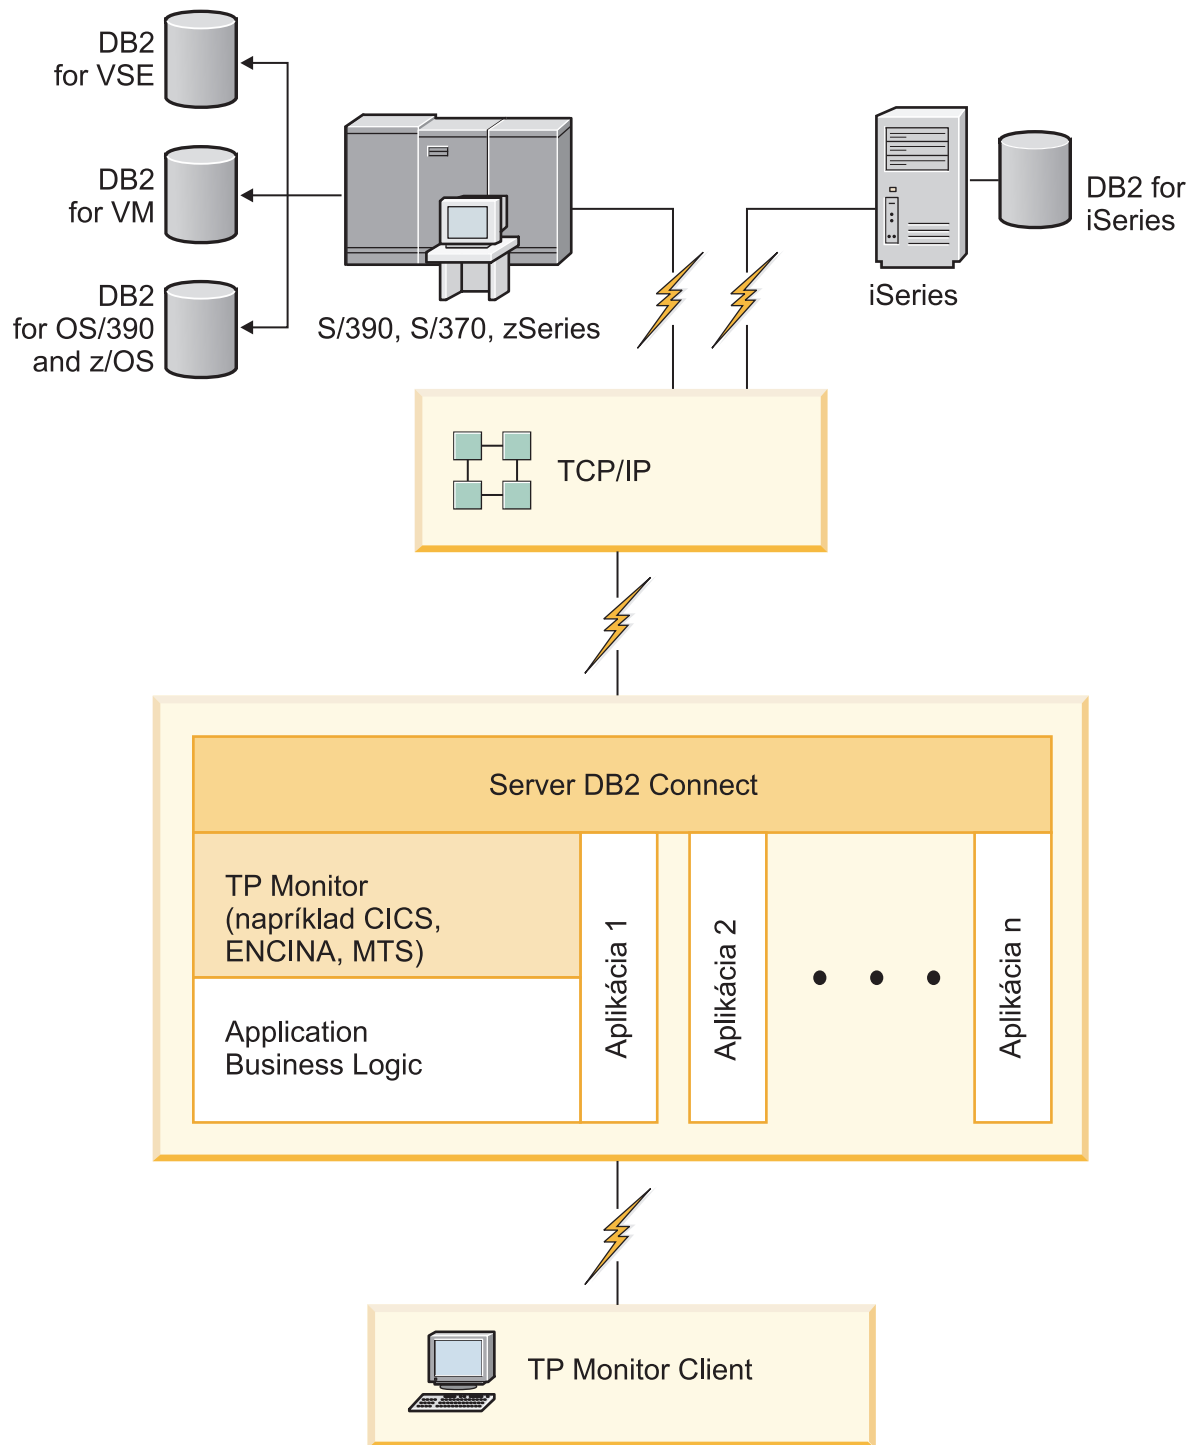 DB2
for VSE
DB2
for VM
DB2
for OS/390
and z/OS
S/390, S/370, zSeries
iSeries
DB2 for
iSeries
TCP/IP
Server DB2 Connect
TP Monitor
(napríklad CICS,
ENCINA, MTS)
Application
Business Logic
Aplikácia 1
Aplikácia 2
Aplikácia n
TP Monitor Client